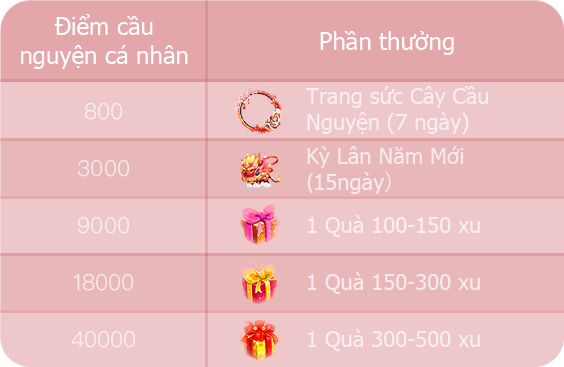 Điểm cầu
nguyện cá nhân
Phần thưởng
800
Trang sức Cây Cầu
Nguyện (7 ngày)
3000
Kỳ Lân Năm Mới
(15ngày)
9000
1 Quà 100-150 xu
18000
1 Quà 150-300 xu
40000
1 Quà 300-500 xu